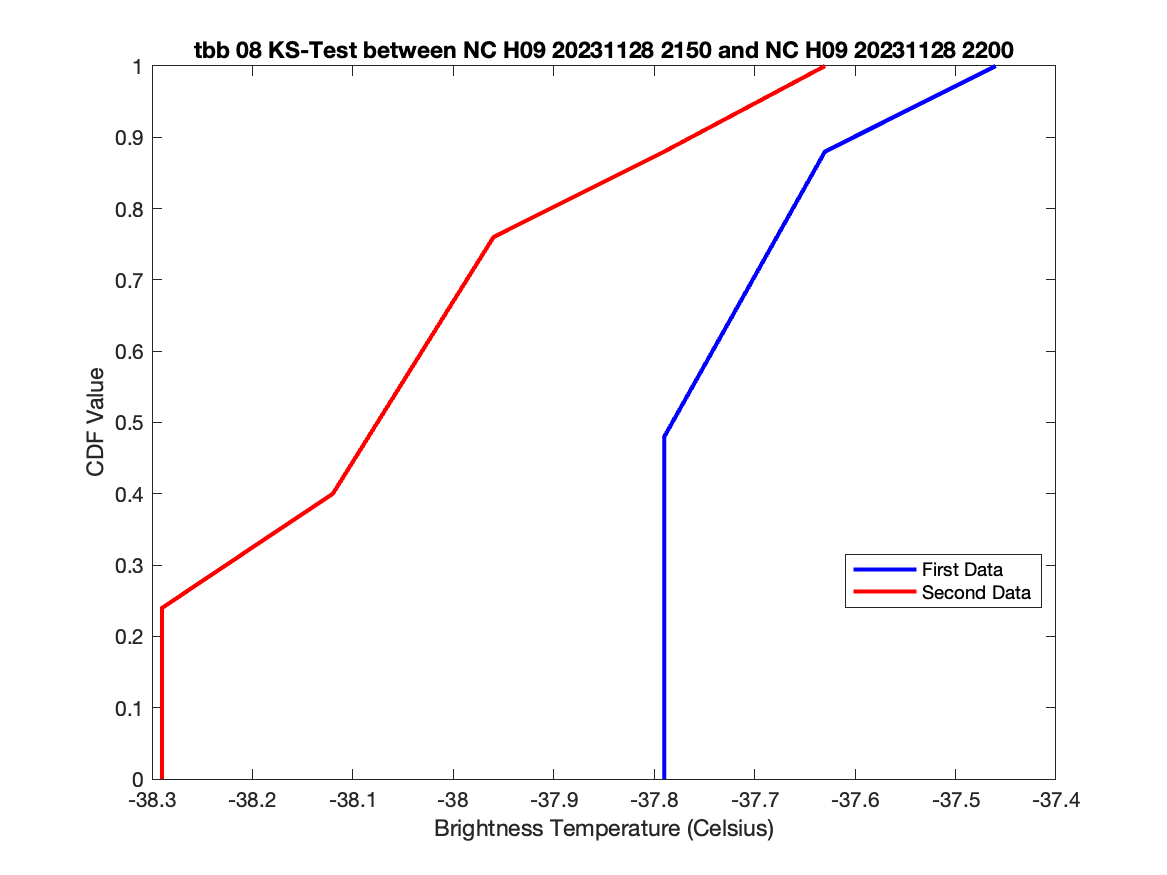 tbb 08 KS-Test between NC H09 20231128 2150 and NC H09 20231128 2200
1
0.9
0.8
0.7
0.6
0.5
0.4
0.3
0.2
0.1
0
CDF Value
First Data
Second Data
-38.3 -38.2 -38.1 -38 -37.9 -37.8 -37.7 -37.6 -37.5 -37.4
Brightness Temperature (Celsius)